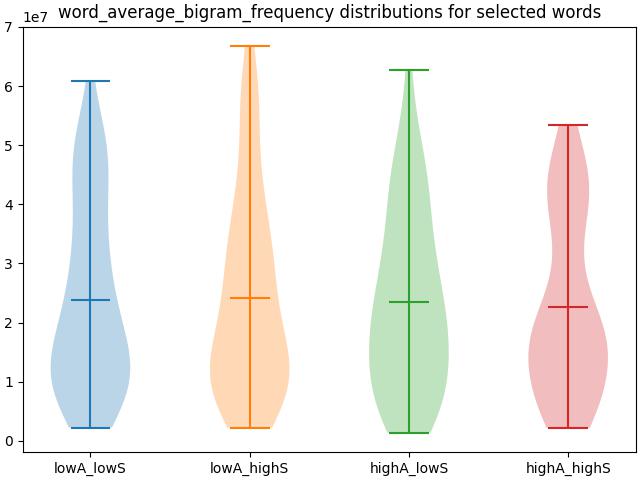 word_average_bigram_frequency distributions for selected words
1e7
7
6
5
4
3
2
1
0
lowA_lowS lowA_highS highA_lowS highA_highS